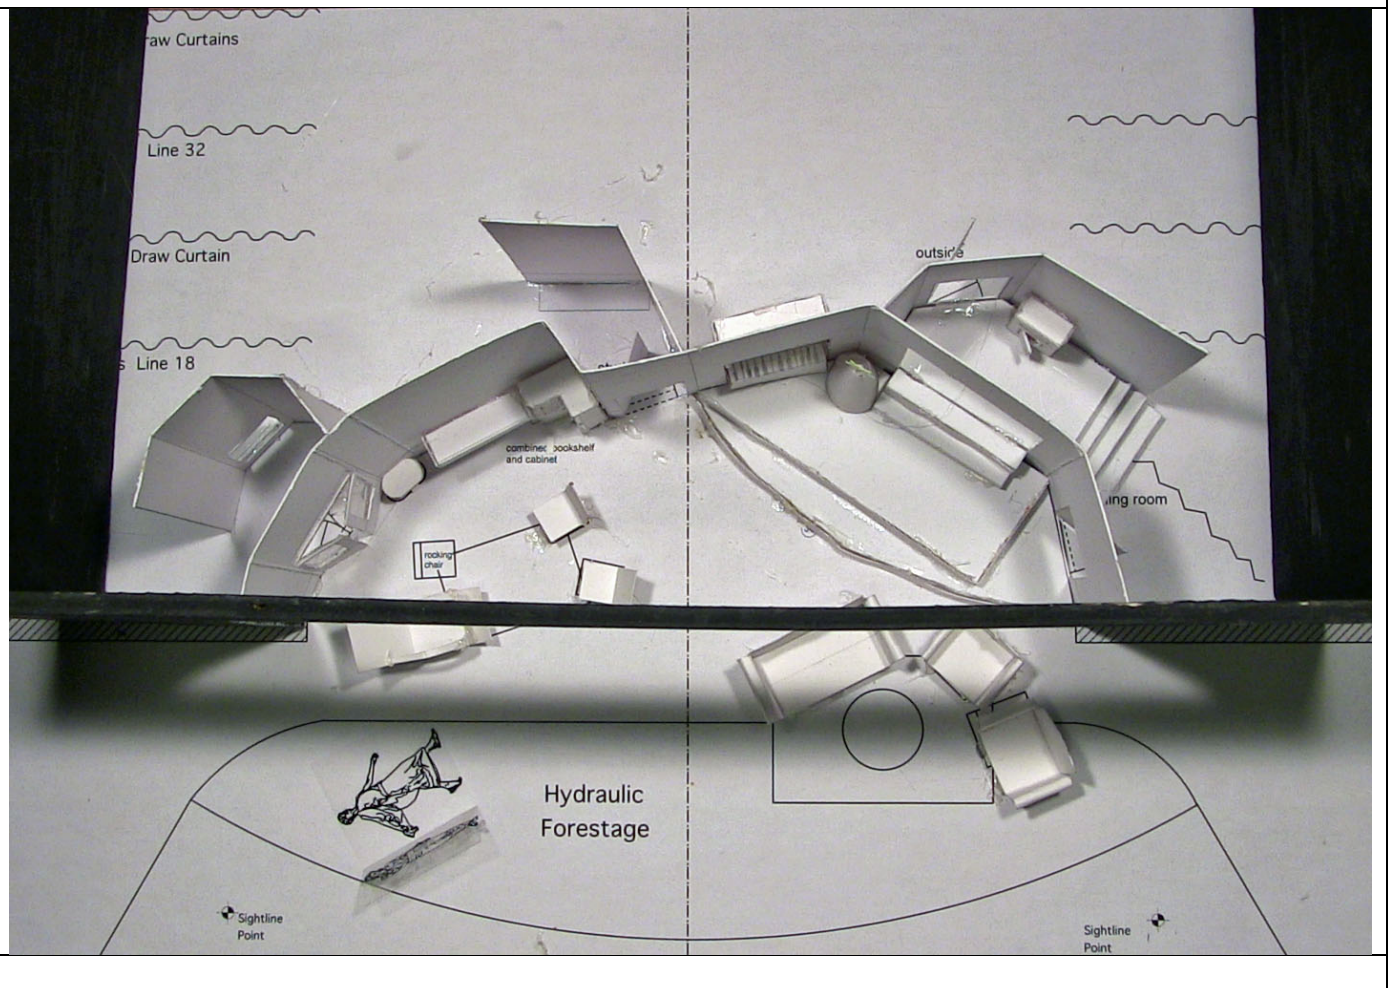 raw Curtains
Line 32
outside
Draw Curtain
s Line 18
combined bookshelf
and cabinet
ing room
rocking
chair
Hydraulic
Forestage
Sightline
Point
Sightline
Point